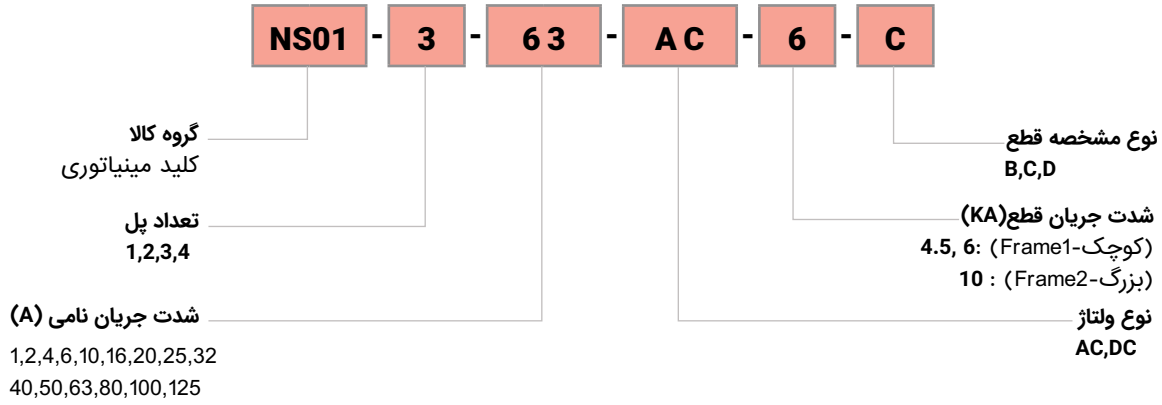 NS01 - 3 - 63 - AC - 6 - C
گروه کالا
کلید مینیاتوری
تعداد پل
1,2,3,4
شدت جریان نامی (A)
1,2,4,6,10,16,20,25,32
40,50,63,80,100,125
نوع مشخصه قطع
B,C,D
شدت جریان قطع(KA)
(کوچک-Frame1) :4.5, 6
(بزرگ-Frame2) : 10
نوع ولتاژ
AC,DC